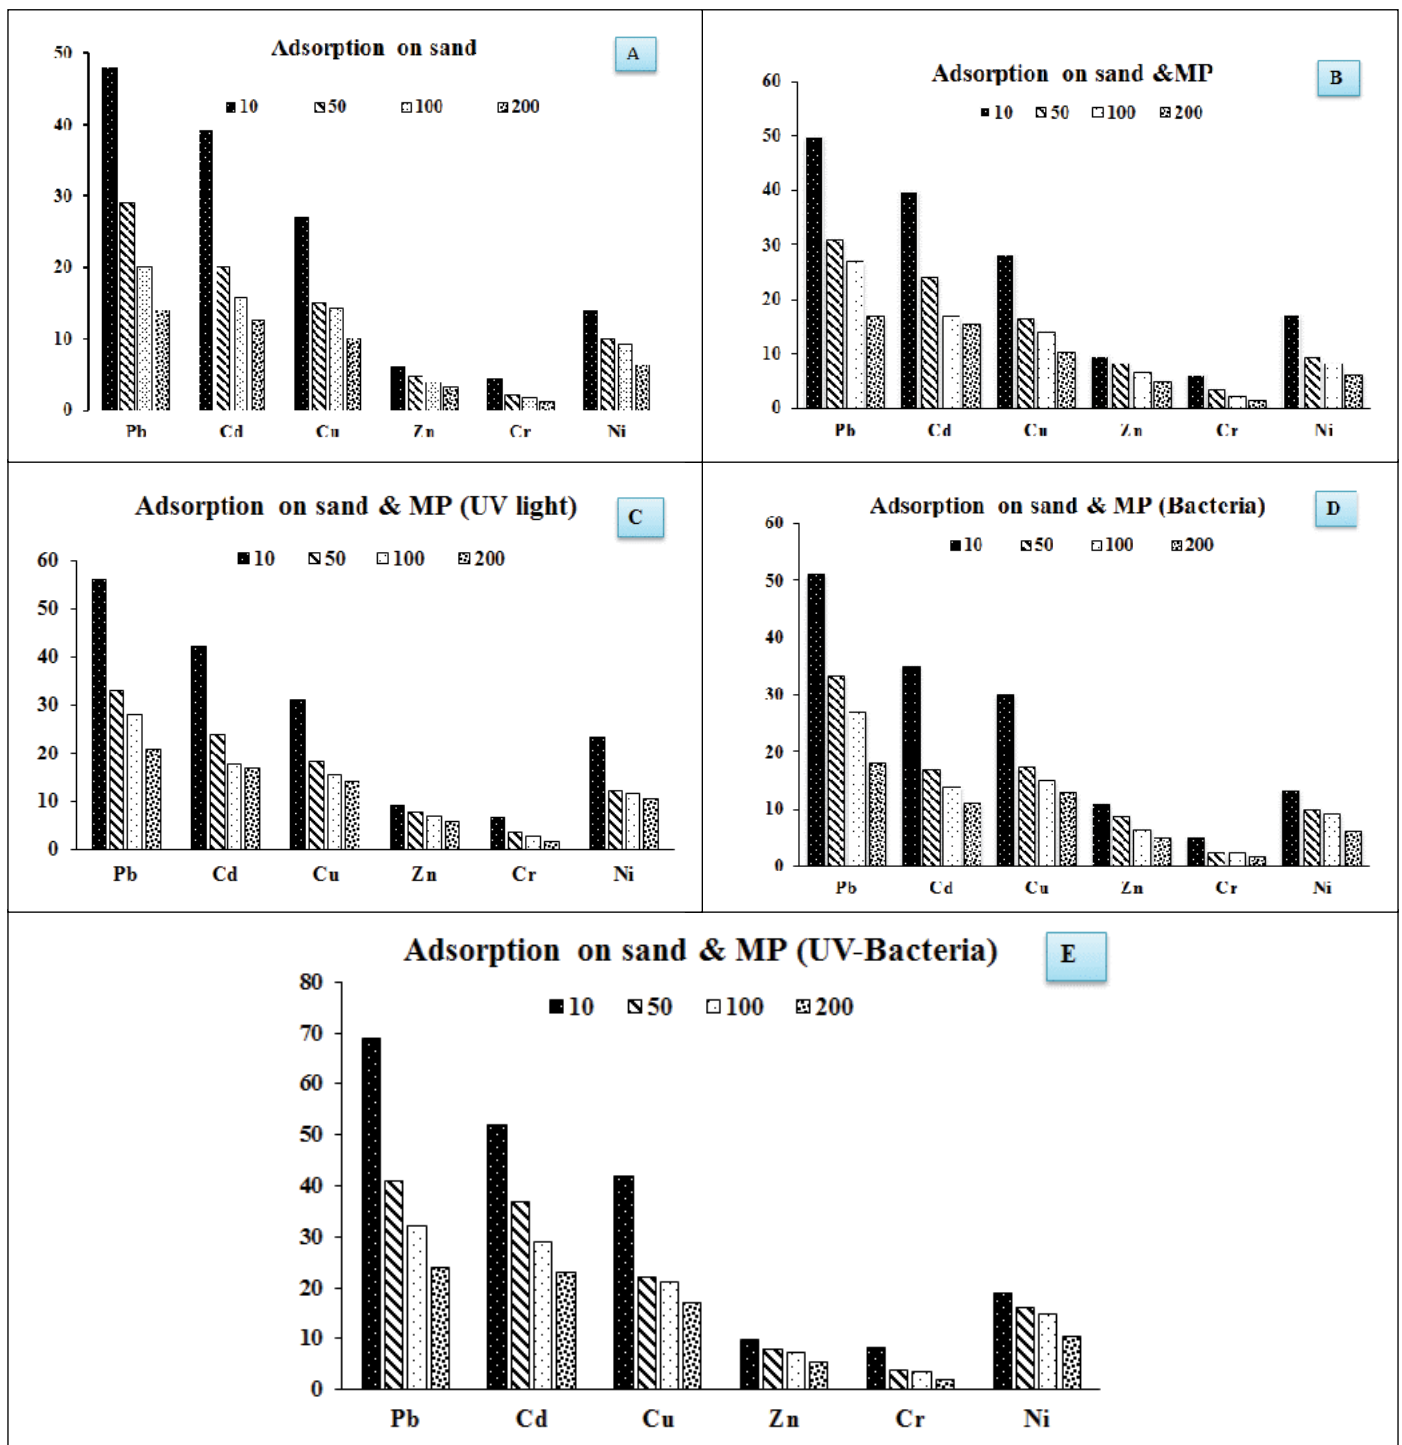 Adsorption on sand
A
10 50 100 200
50
40
30
20
10
0
Pb Cd Cu Zn Cr Ni
Adsorption on sand &MP
B
10 50 100 200
60
50
40
30
20
10
0
Pb Cd Cu Zn Cr Ni
Adsorption on sand & MP (UV light)
C
10 50 100 200
60
50
40
30
20
10
0
Pb Cd Cu Zn Cr Ni
Adsorption on sand & MP (Bacteria)
D
10 50 100 200
60
50
40
30
20
10
0
Pb Cd Cu Zn Cr Ni
Adsorption on sand & MP (UV-Bacteria)
E
10 50 100 200
80
70
60
50
40
30
20
10
0
Pb Cd Cu Zn Cr Ni